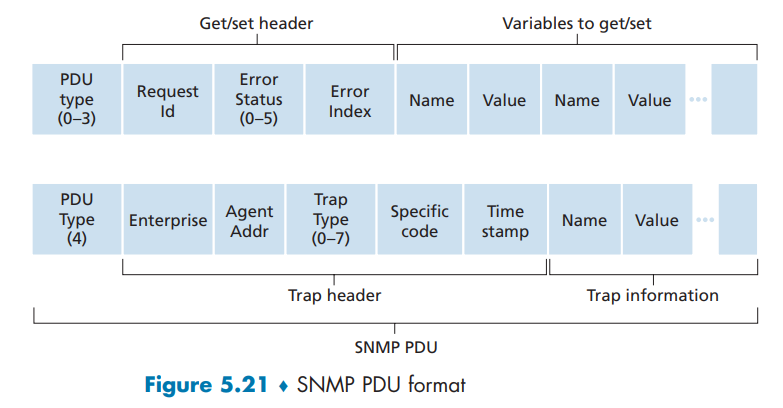 Get/set header
Variables to get/set
PDU
type
(0–3)
Request
Id
Error
Status
(0–5)
Error
Index
Name
Value
Name
Value
PDU
Type
(4)
Enterprise
Agent
Addr
Trap
Type
(0–7)
Specific
code
Time
stamp
Name
Value
Trap header
Trap information
SNMP PDU
Figure 5.21 ♦ SNMP PDU format